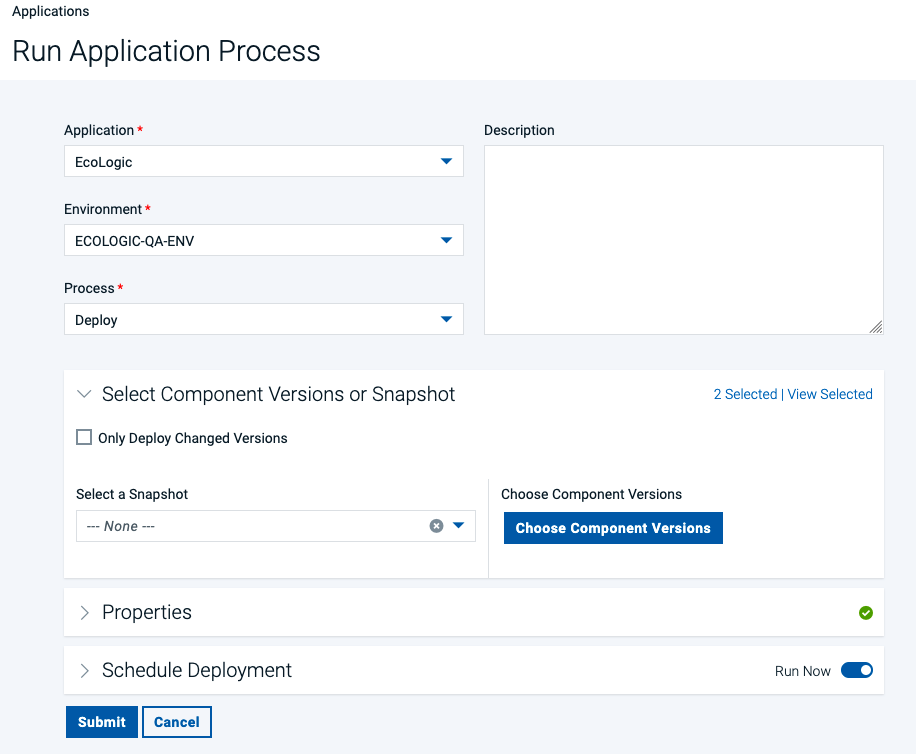 Applications
Run Application Process
Application *
EcoLogic
Environment *
ECOLOGIC-QA-ENV
Process *
Deploy
Description
Select Component Versions or Snapshot
2 Selected | View Selected
Only Deploy Changed Versions
Select a Snapshot
--- None ---
Choose Component Versions
Choose Component Versions
Properties
Schedule Deployment
Run Now
Submit
Cancel